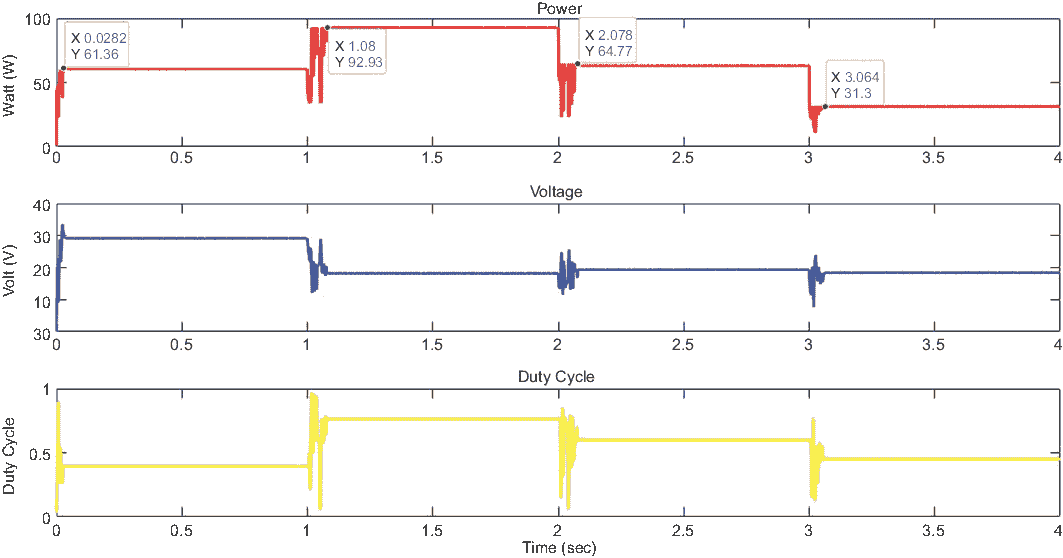 Power
100
50
0
Watt (W)
X 0.0282
Y 61.36
X 1.08
Y 92.93
X 2.078
Y 64.77
X 3.064
Y 31.3
0 0.5 1 1.5 2 2.5 3 3.5 4
Voltage
40
30
20
10
30
Volt (V)
0 0.5 1 1.5 2 2.5 3 3.5 4
Duty Cycle
1
0.5
0
Duty Cycle
0 0.5 1 1.5 2 2.5 3 3.5 4
Time (sec)